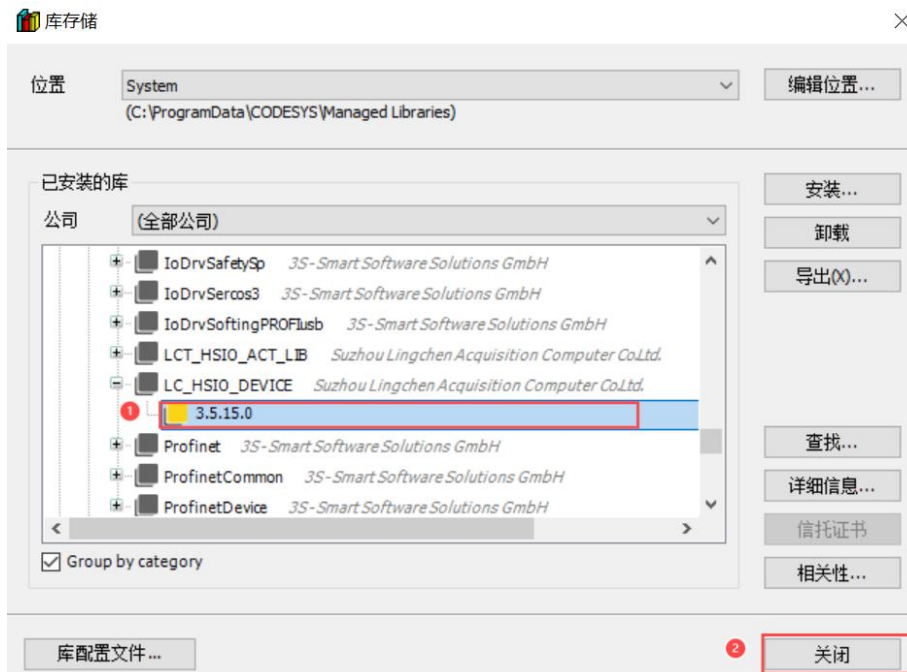 库存储
位置
System
编辑位置...
(C:\ProgramData\CODESYS\Managed Libraries)
已安装的库
公司
(全部公司)
安装...
卸载
导出(X)...
IoDrvSafetySp 3S-Smart Software Solutions GmbH
IoDrvSercos3 3S-Smart Software Solutions GmbH
IoDrvSoftingPROFIusb 3S-Smart Software Solutions GmbH
LCT_HSIO_ACT_LIB Suzhou Lingchen Acquisition Computer Co.Ltd.
LC_HSIO_DEVICE Suzhou Lingchen Acquisition Computer Co.Ltd.
1 3.5.15.0
Profinet 3S-Smart Software Solutions GmbH
ProfinetCommon 3S-Smart Software Solutions GmbH
ProfinetDevice 3S-Smart Software Solutions GmbH
查找...
详细信息...
信托证书
相关性...
Group by category
库配置文件...
2 关闭